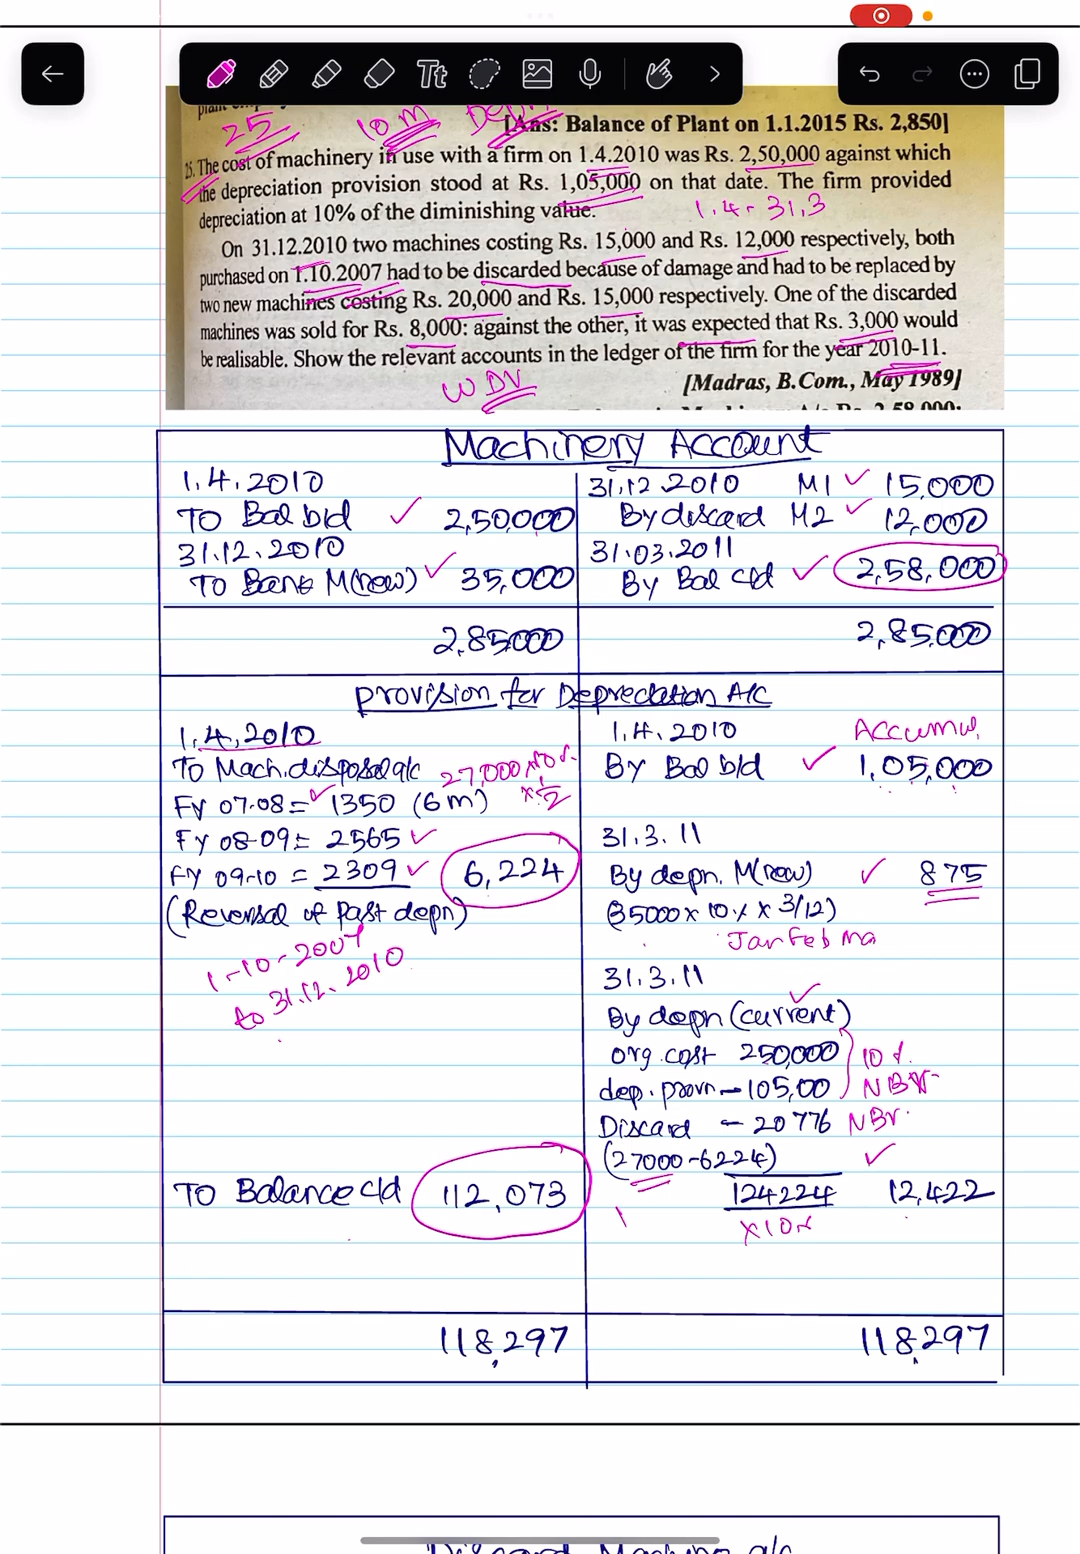 Tt
25 10 m Depn
[Ans: Balance of Plant on 1.1.2015 Rs. 2,850]
25. The cost of machinery in use with a firm on 1.4.2010 was Rs. 2,50,000 against which
the depreciation provision stood at Rs. 1,05,000 on that date. The firm provided
depreciation at 10% of the diminishing value.
1.4 - 31.3
On 31.12.2010 two machines costing Rs. 15,000 and Rs. 12,000 respectively, both
purchased on 1.10.2007 had to be discarded because of damage and had to be replaced by
two new machines costing Rs. 20,000 and Rs. 15,000 respectively. One of the discarded
machines was sold for Rs. 8,000: against the other, it was expected that Rs. 3,000 would
be realisable. Show the relevant accounts in the ledger of the firm for the year 2010-11.
WDV
[Madras, B.Com., May 1989]
Machinery Account
1.4.2010
To Bal b/d ✓ 2,50,000
31.12.2010
To Bank M(new) ✓ 35,000
2,85,000
31.12.2010 M1 ✓ 15,000
By discard M2 ✓ 12,000
31.03.2011
By Bal c/d ✓ 2,58,000
2,85,000
Provision for Depreciation A/c
1.4.2010
To Mach. disposal a/c 27,000 x 10% x 1/2
FY 07-08 = ✓ 1350 (6m)
FY 08-09 = 2565 ✓
FY 09-10 = 2309 ✓ 6,224
(Reversal of Past depn)
1-10-2007
to 31.12.2010
To Balance c/d 112,073
118,297
1.4.2010 Accumu.
By Bal b/d ✓ 1,05,000
31.3.11
By depn. M(new) ✓ 875
(35000 x 10% x 3/12)
Jan Feb Ma
31.3.11
By depn (current) ✓
org. cost 250,000 10%
dep. provn - 105,00 NBV
Discard - 20776 NBV.
(27000-6224) ✓
124224 12,422
x10%
118,297